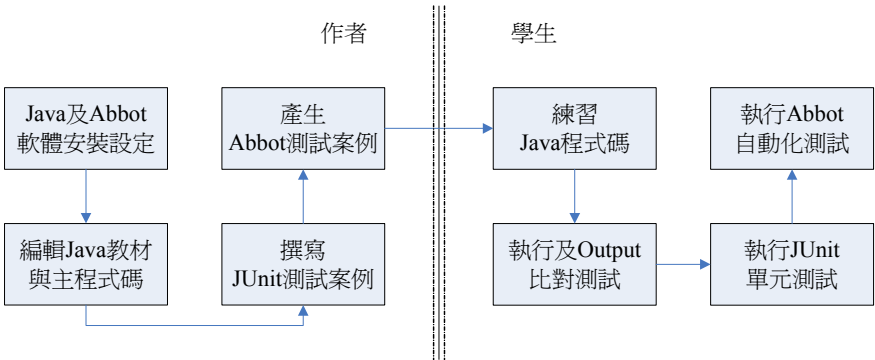 作者
學生
Java及Abbot
軟體安裝設定
產生
Abbot測試案例
練習
Java程式碼
執行Abbot
自動化測試
編輯Java教材
與主程式碼
撰寫
JUnit測試案例
執行及Output
比對測試
執行JUnit
單元測試